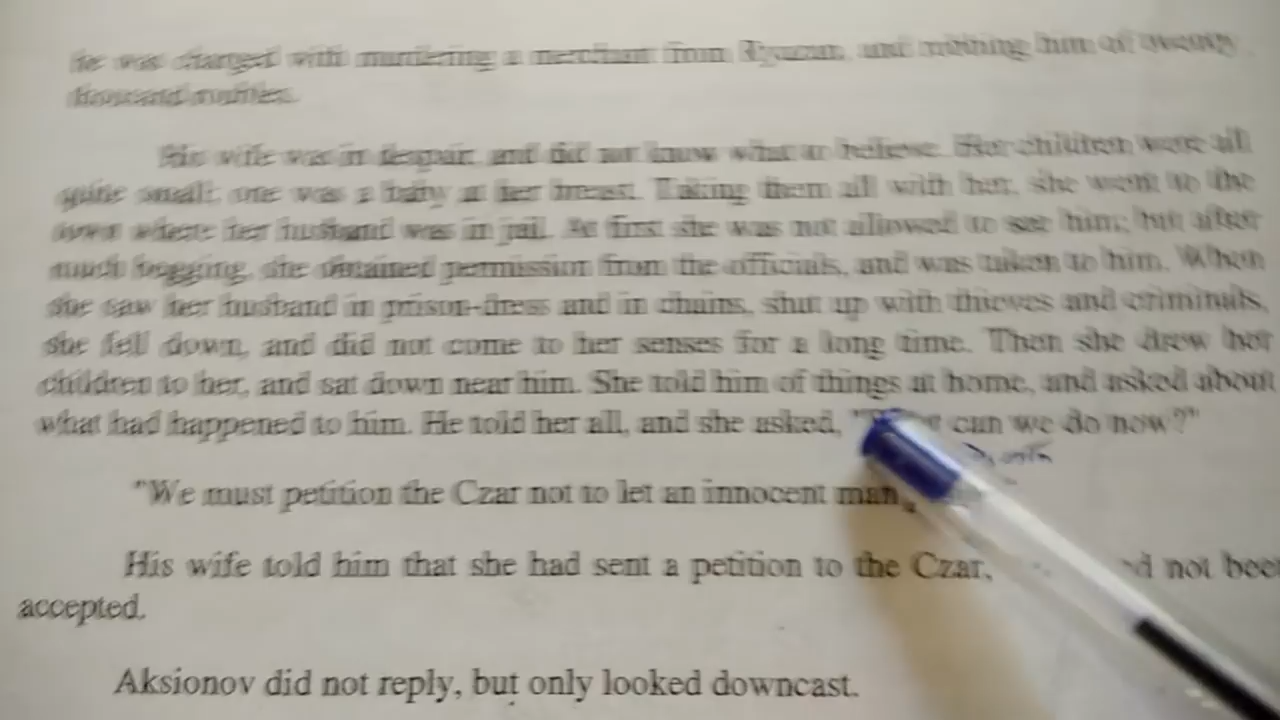 he was charged with murdering a merchant from Ryazan, and robbing him of twenty
thousand rubles.
His wife was in despair, and did not know what to believe. Her children were all
quite small; one was a baby at her breast. Taking them all with her, she went to the
town where her husband was in jail. At first she was not allowed to see him; but after
much begging, she obtained permission from the officials, and was taken to him. When
she saw her husband in prison-dress and in chains, shut up with thieves and criminals,
she fell down, and did not come to her senses for a long time. Then she drew her
children to her, and sat down near him. She told him of things at home, and asked about
what had happened to him. He told her all, and she asked, " can we do now?"
"We must petition the Czar not to let an innocent man
His wife told him that she had sent a petition to the Czar, not
accepted.
Aksionov did not reply, but only looked downcast.